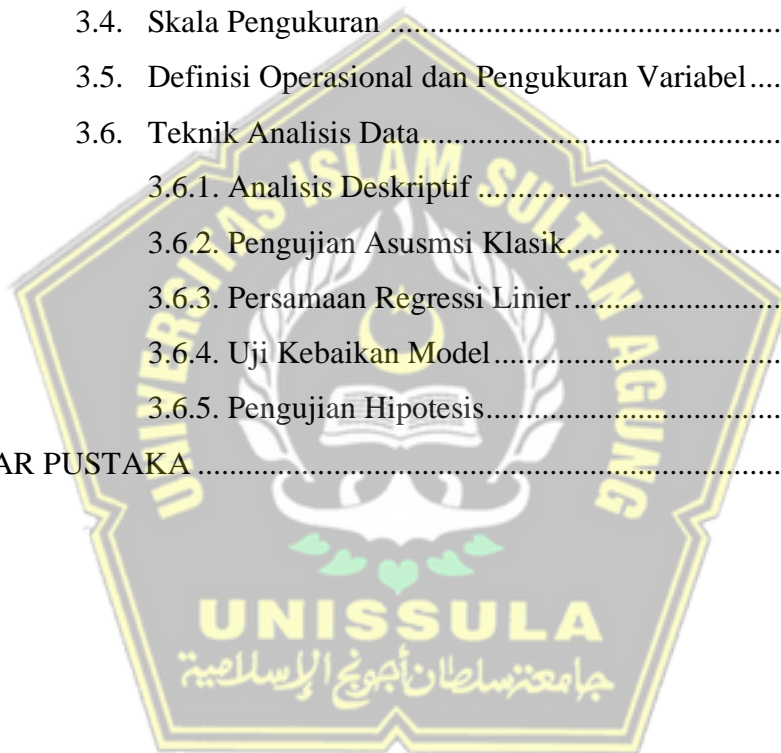 3.4. Skala Pengukuran ..............................................
3.5. Definisi Operasional dan Pengukuran Variabel ....
3.6. Teknik Analisis Data ..........................................
3.6.1. Analisis Deskriptif ...................................
3.6.2. Pengujian Asusmsi Klasik ........................
3.6.3. Persamaan Regressi Linier .......................
3.6.4. Uji Kebaikan Model .................................
3.6.5. Pengujian Hipotesis ..................................
AR PUSTAKA ......................................................................
UNIVERSITAS ISLAM SULTAN AGUNG
UNISSULA
جامعة سلطان أجونج الإسلامية